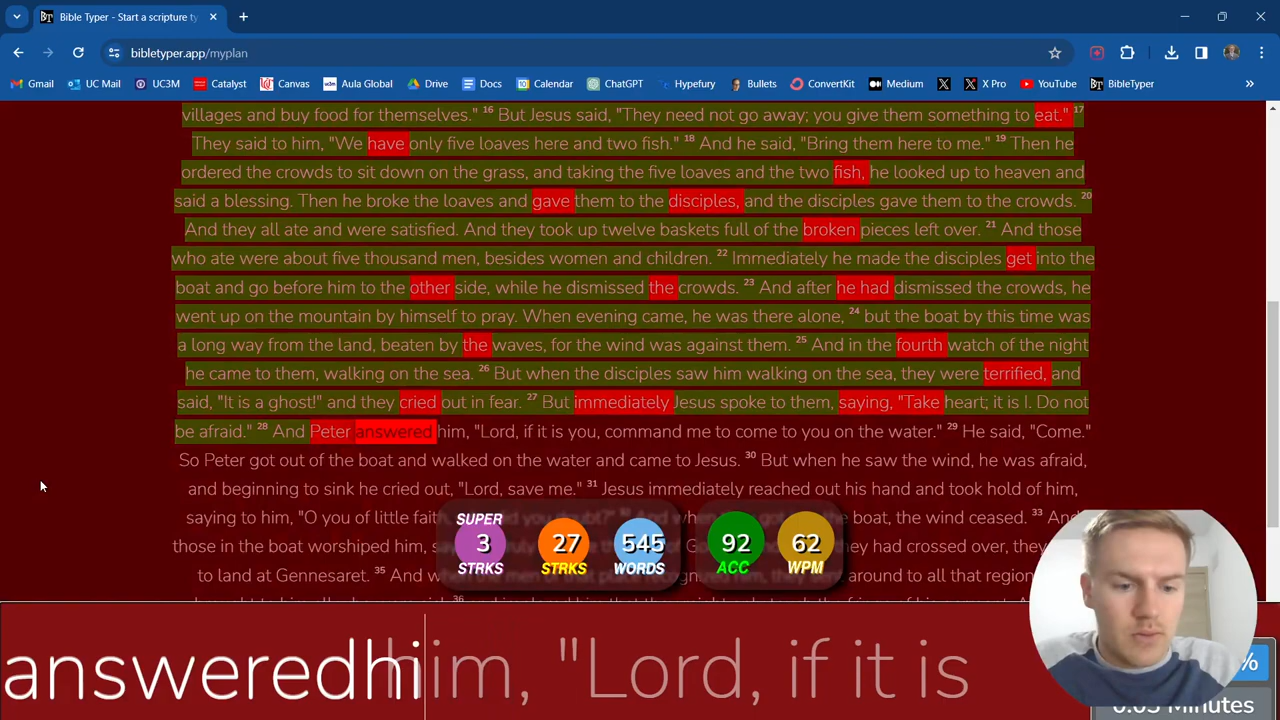 Bible Typer - Start a scripture ty
bibletyper.app/myplan
Gmail UC Mail UC3M Catalyst Canvas Aula Global Drive Docs Calendar ChatGPT Hypefury Bullets ConvertKit Medium X X Pro YouTube BibleTyper »
villages and buy food for themselves." 16 But Jesus said, "They need not go away; you give them something to eat." 17
They said to him, "We have only five loaves here and two fish." 18 And he said, "Bring them here to me." 19 Then he
ordered the crowds to sit down on the grass, and taking the five loaves and the two fish, he looked up to heaven and
said a blessing. Then he broke the loaves and gave them to the disciples, and the disciples gave them to the crowds. 20
And they all ate and were satisfied. And they took up twelve baskets full of the broken pieces left over. 21 And those
who ate were about five thousand men, besides women and children. 22 Immediately he made the disciples get into the
boat and go before him to the other side, while he dismissed the crowds. 23 And after he had dismissed the crowds, he
went up on the mountain by himself to pray. When evening came, he was there alone, 24 but the boat by this time was
a long way from the land, beaten by the waves, for the wind was against them. 25 And in the fourth watch of the night
he came to them, walking on the sea. 26 But when the disciples saw him walking on the sea, they were terrified, and
said, "It is a ghost!" and they cried out in fear. 27 But immediately Jesus spoke to them, saying, "Take heart; it is I. Do not
be afraid." 28 And Peter answered him, "Lord, if it is you, command me to come to you on the water." 29 He said, "Come."
So Peter got out of the boat and walked on the water and came to Jesus. 30 But when he saw the wind, he was afraid,
and beginning to sink he cried out, "Lord, save me." 31 Jesus immediately reached out his hand and took hold of him,
saying to him, "O you of little faith, boat, the wind ceased. 33 And
those in the boat worshiped him, had crossed over, they
to land at Gennesaret. 35 And around to all that region
SUPER 3 STRKS 27 STRKS 545 WORDS 92 ACC 62 WPM
answeredhi him, "Lord, if it is
%
0.03 Minutes